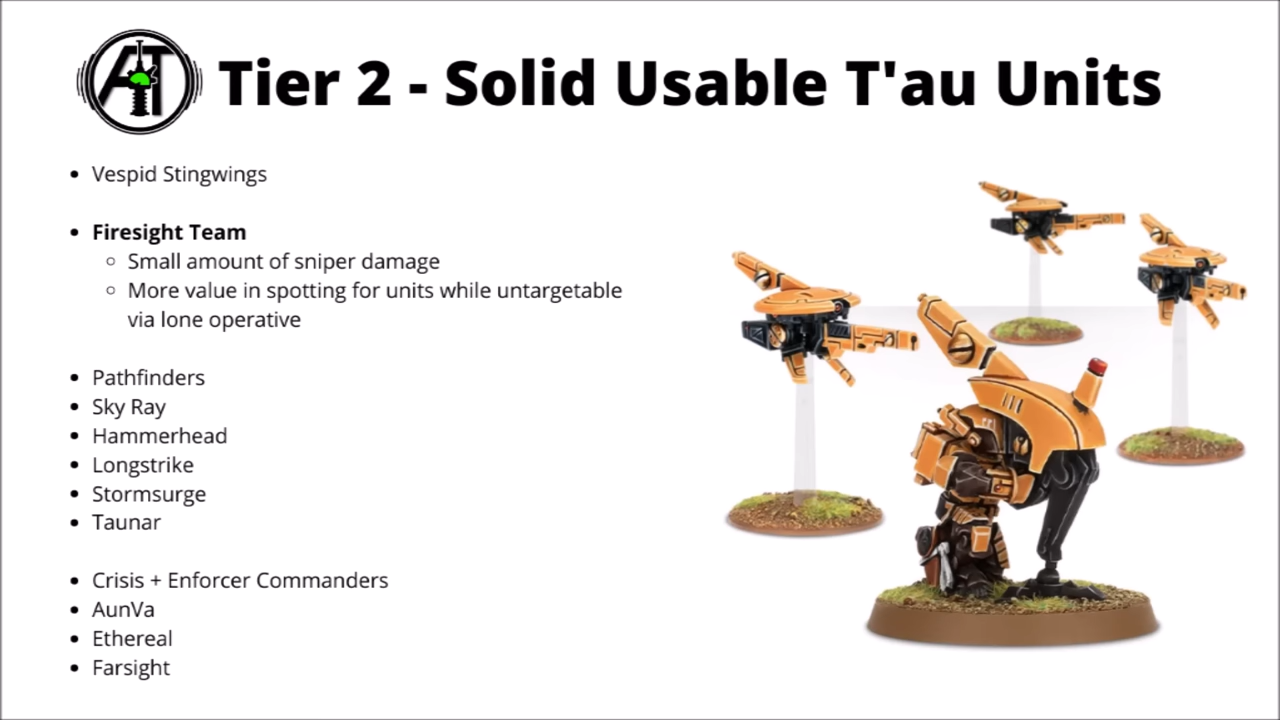 AT
Tier 2 - Solid Usable T'au Units
• Vespid Stingwings
• Firesight Team
○ Small amount of sniper damage
○ More value in spotting for units while untargetable
via lone operative
• Pathfinders
• Sky Ray
• Hammerhead
• Longstrike
• Stormsurge
• Taunar
• Crisis + Enforcer Commanders
• AunVa
• Ethereal
• Farsight